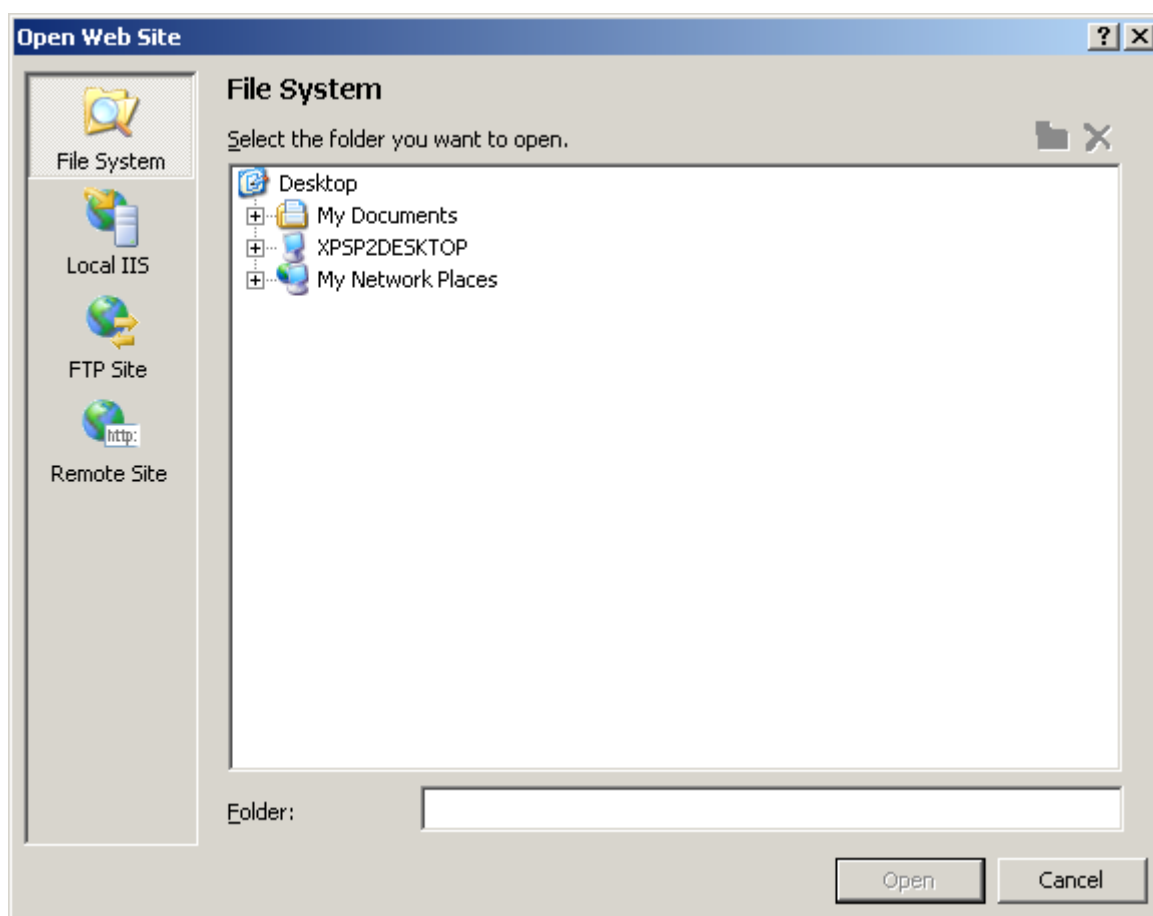 Open Web Site
File System
Local IIS
FTP Site
http:
Remote Site
File System
Select the folder you want to open.
Desktop
My Documents
XPSP2DESKTOP
My Network Places
Folder:
Open
Cancel